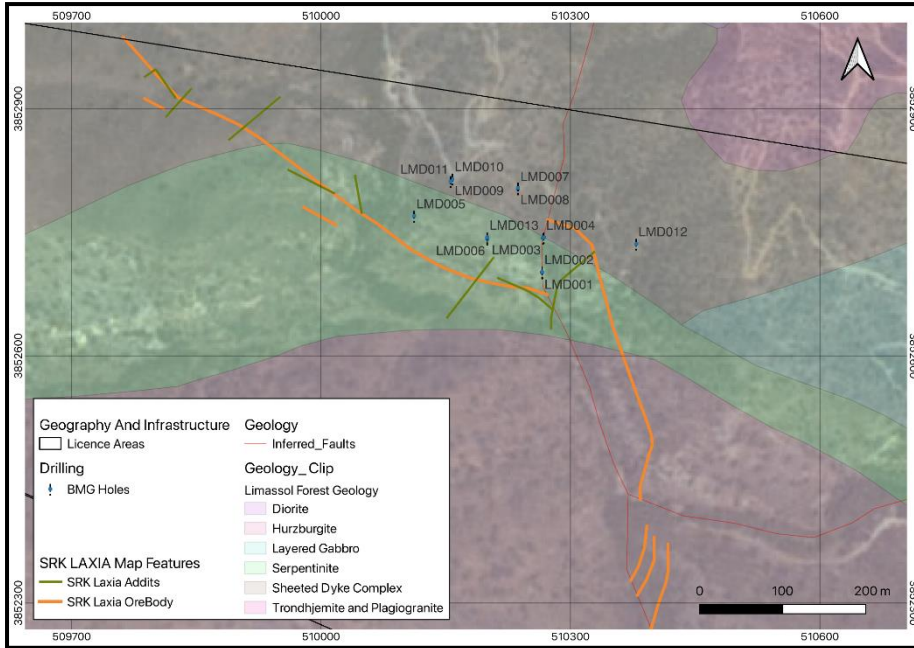 509700 510000 510300 510600
3852900 3852900
LMD011 LMD010
LMD009
LMD007
LMD008
LMD005
LMD013 LMD004
LMD012
LMD006 LMD003
LMD002
LMD001
3852600 3852600
Geography And Infrastructure
Licence Areas
Drilling
BMG Holes
SRK LAXIA Map Features
SRK Laxia Addits
SRK Laxia OreBody
Geology
Inferred_Faults
Geology_Clip
Limassol Forest Geology
Diorite
Hurzburgite
Layered Gabbro
Serpentinite
Sheeted Dyke Complex
Trondhjemite and Plagiogranite
0 100 200 m
3852300 3852300
509700 510000 510300 510600